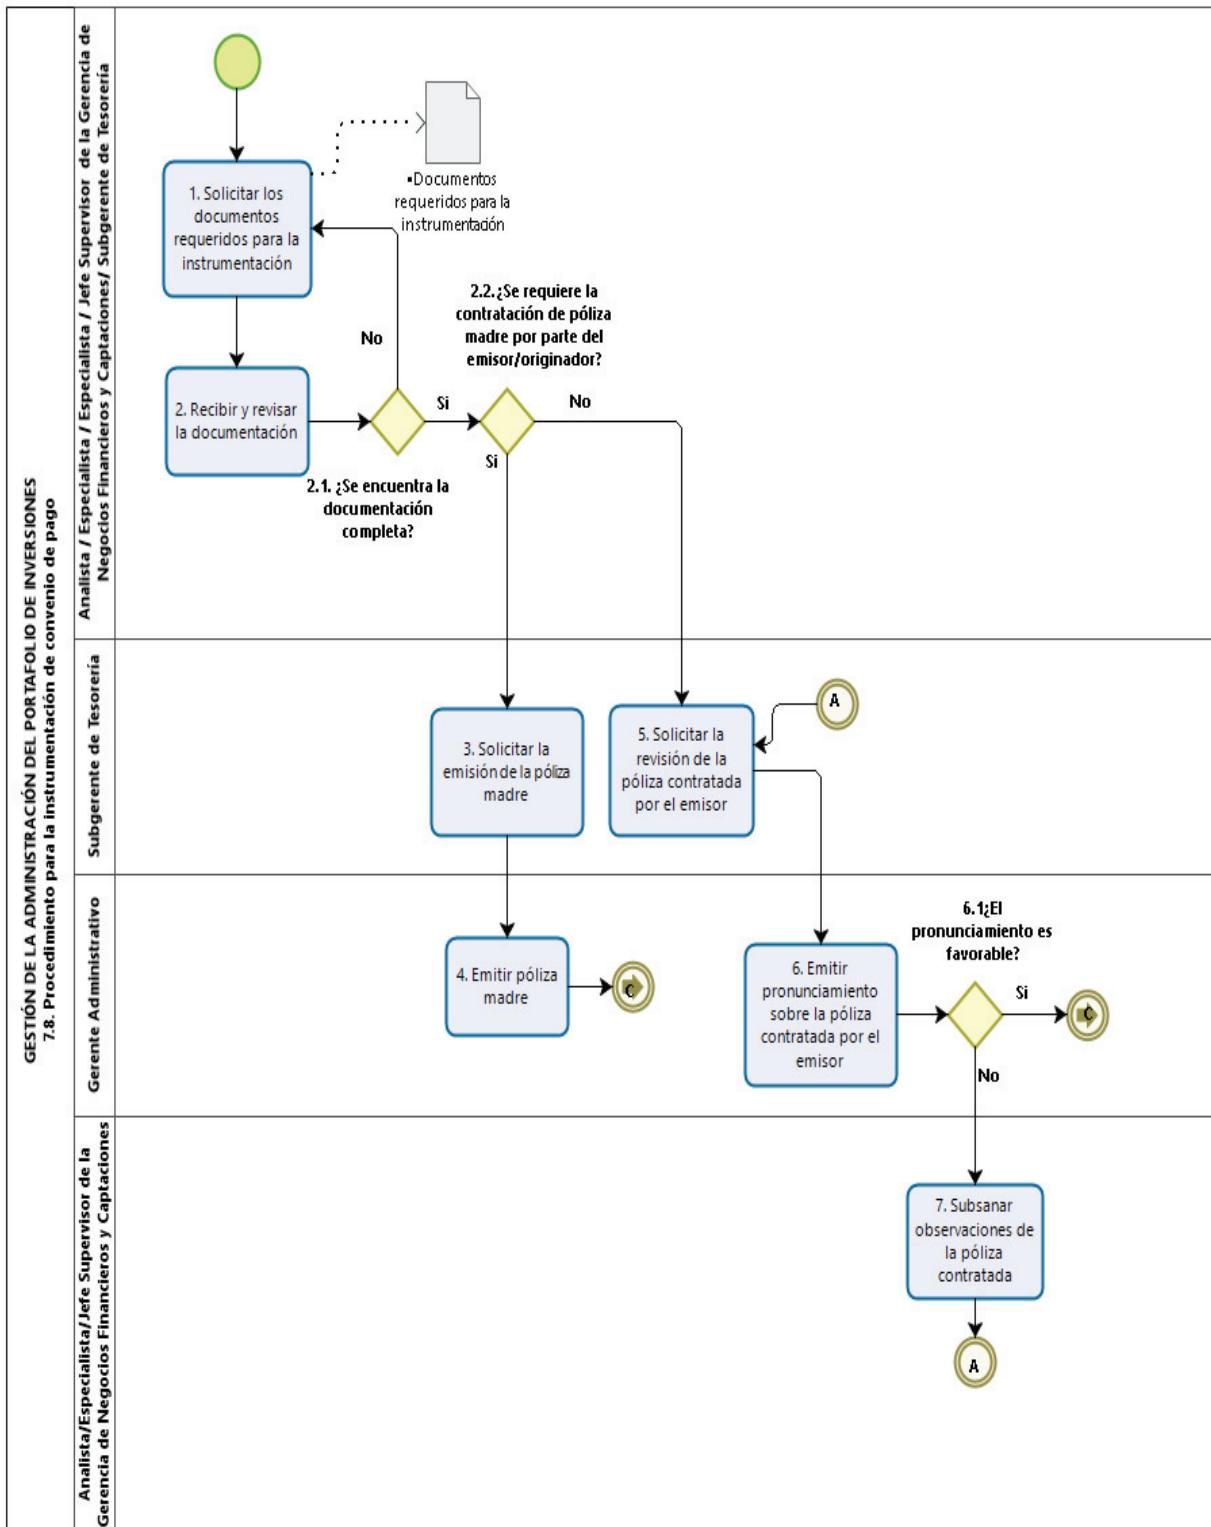 GESTIÓN DE LA ADMINISTRACIÓN DEL PORTAFOLIO DE INVERSIONES
7.8. Procedimiento para la instrumentación de convenio de pago
Analista / Especialista / Especialista / Jefe Supervisor de la Gerencia de
Negocios Financieros y Captaciones/ Subgerente de Tesorería
1. Solicitar los
documentos
requeridos para la
instrumentación
▪Documentos
requeridos para la
instrumentación
2. Recibir y revisar
la documentación
No
2.1. ¿Se encuentra la
documentación
completa?
Si
2.2.¿Se requiere la
contratación de póliza
madre por parte del
emisor/originador?
No
Si
Subgerente de Tesorería
3. Solicitar la
emisión de la póliza
madre
5. Solicitar la
revisión de la
póliza contratada
por el emisor
A
Gerente Administrativo
4. Emitir póliza
madre
C
6. Emitir
pronunciamiento
sobre la póliza
contratada por el
emisor
6.1¿El
pronunciamiento es
favorable?
Si
C
No
Analista/Especialista/Jefe Supervisor de la
Gerencia de Negocios Financieros y Captaciones
7. Subsanar
observaciones de
la póliza
contratada
A